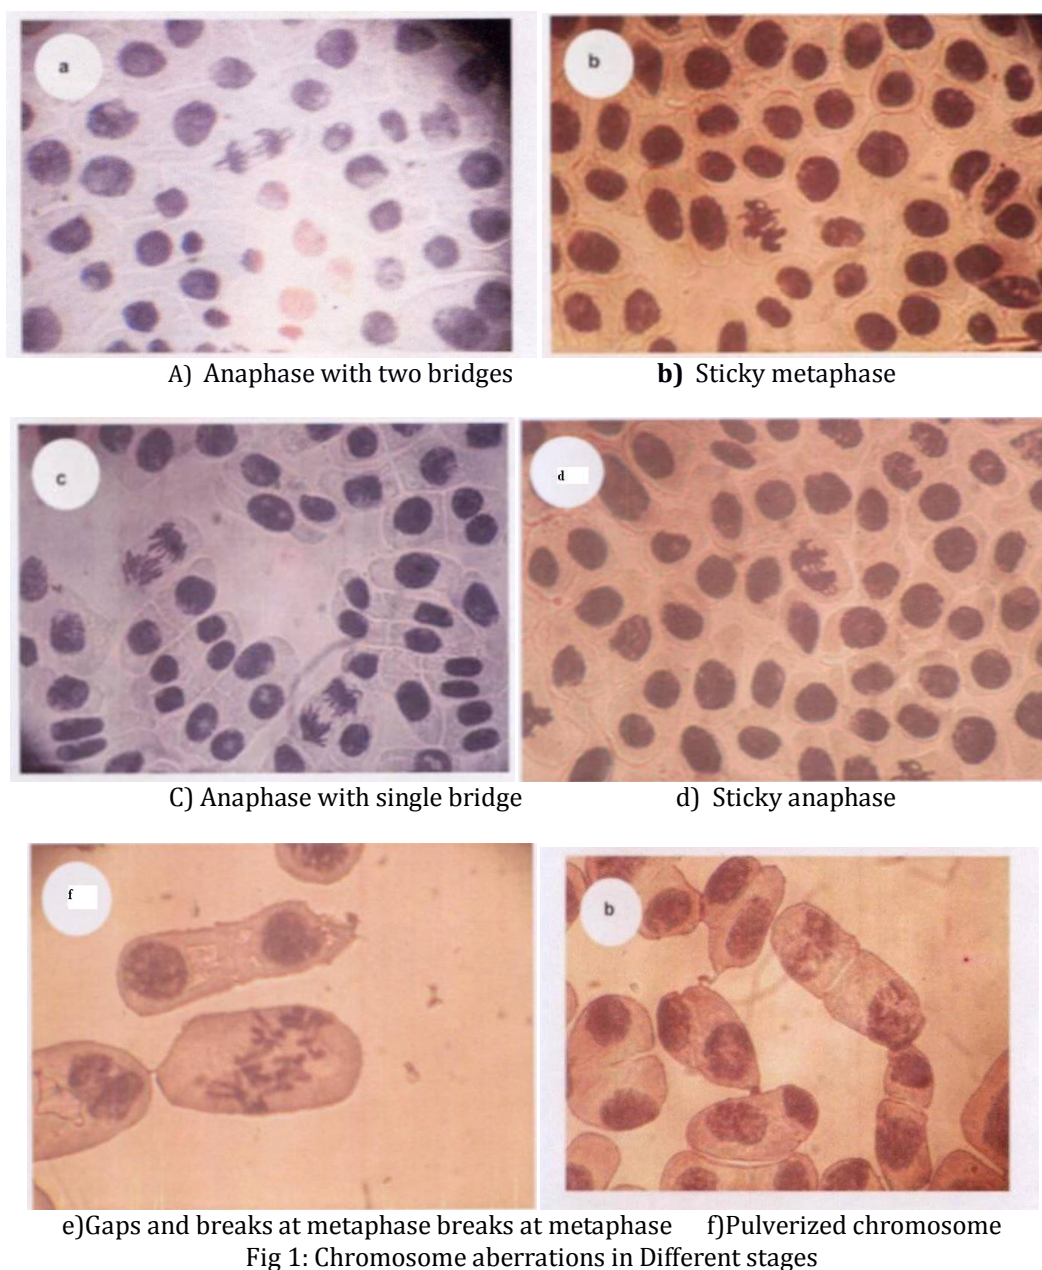 a b
A) Anaphase with two bridges b) Sticky metaphase
c d
C) Anaphase with single bridge d) Sticky anaphase
f b
e)Gaps and breaks at metaphase breaks at metaphase f)Pulverized chromosome
Fig 1: Chromosome aberrations in Different stages